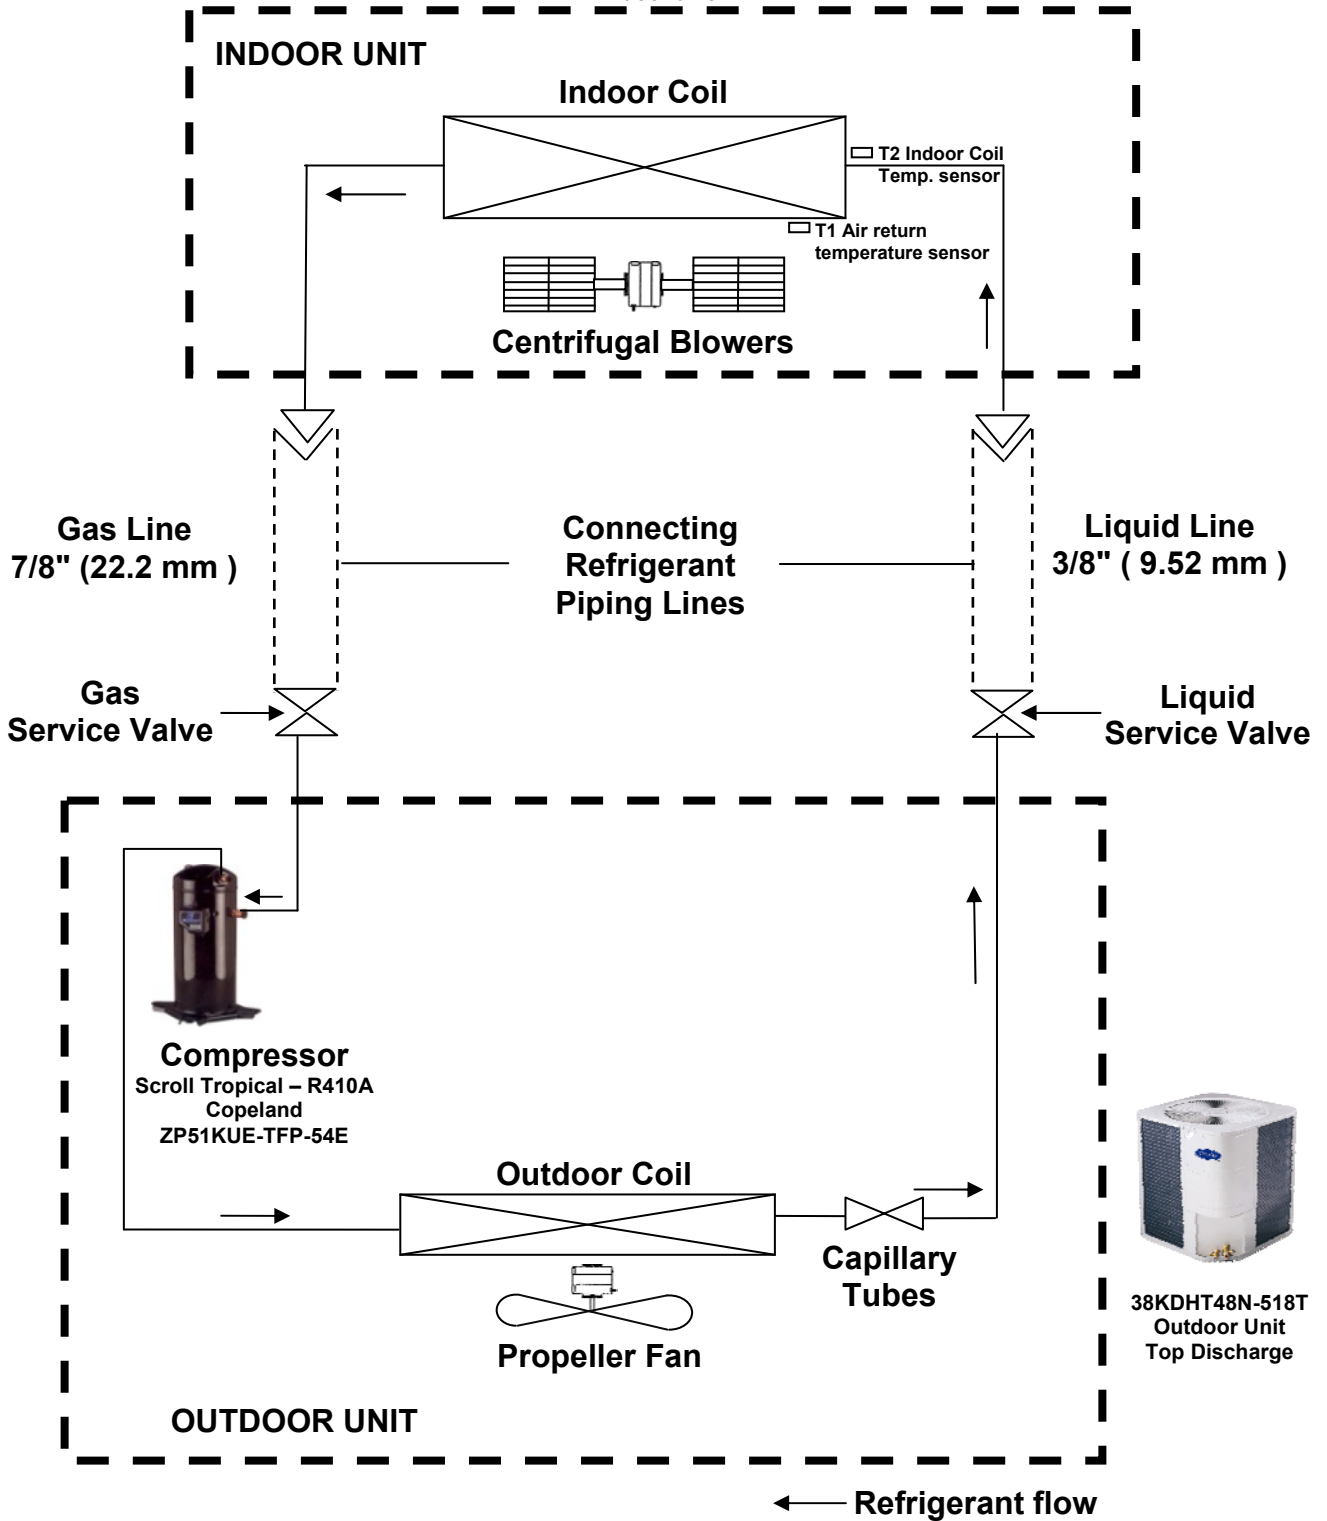 INDOOR UNIT
Indoor Coil
T2 Indoor Coil
Temp. sensor
T1 Air return
temperature sensor
Centrifugal Blowers
Gas Line
7/8" (22.2 mm )
Connecting
Refrigerant
Piping Lines
Liquid Line
3/8" ( 9.52 mm )
Gas
Service Valve
Liquid
Service Valve
Compressor
Scroll Tropical – R410A
Copeland
ZP51KUE-TFP-54E
Outdoor Coil
Capillary
Tubes
Propeller Fan
38KDHT48N-518T
Outdoor Unit
Top Discharge
OUTDOOR UNIT
Refrigerant flow